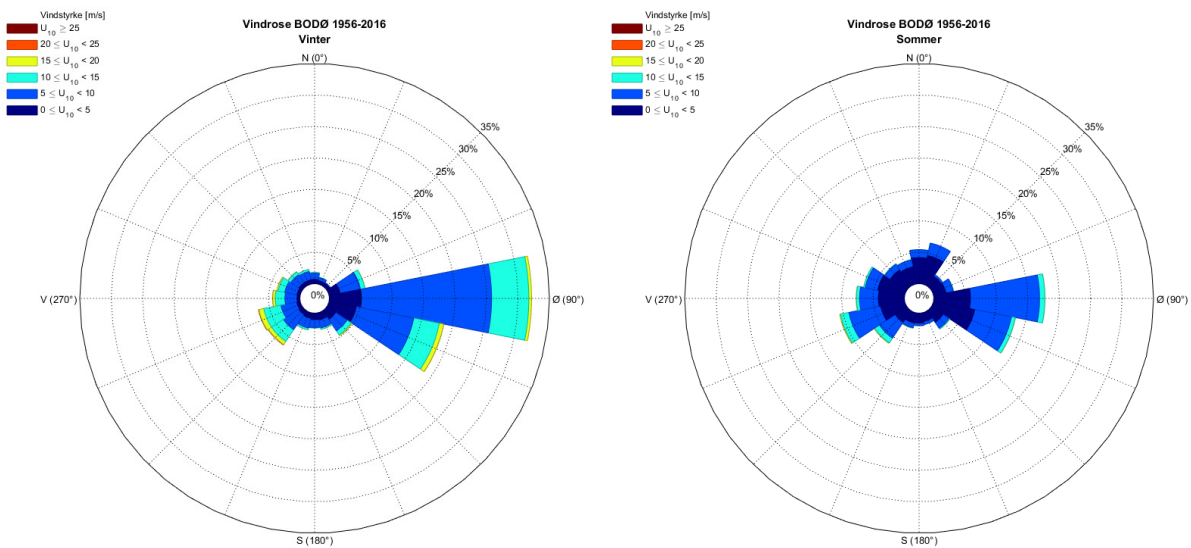 Vindstyrke [m/s]
U₁₀ ≥ 25
20 ≤ U₁₀ < 25
15 ≤ U₁₀ < 20
10 ≤ U₁₀ < 15
5 ≤ U₁₀ < 10
0 ≤ U₁₀ < 5
Vindrose BODØ 1956-2016
Vinter
N (0°)
35%
30%
25%
20%
15%
10%
5%
0%
V (270°)
Ø (90°)
S (180°)
Vindstyrke [m/s]
U₁₀ ≥ 25
20 ≤ U₁₀ < 25
15 ≤ U₁₀ < 20
10 ≤ U₁₀ < 15
5 ≤ U₁₀ < 10
0 ≤ U₁₀ < 5
Vindrose BODØ 1956-2016
Sommer
N (0°)
35%
30%
25%
20%
15%
10%
5%
0%
V (270°)
Ø (90°)
S (180°)